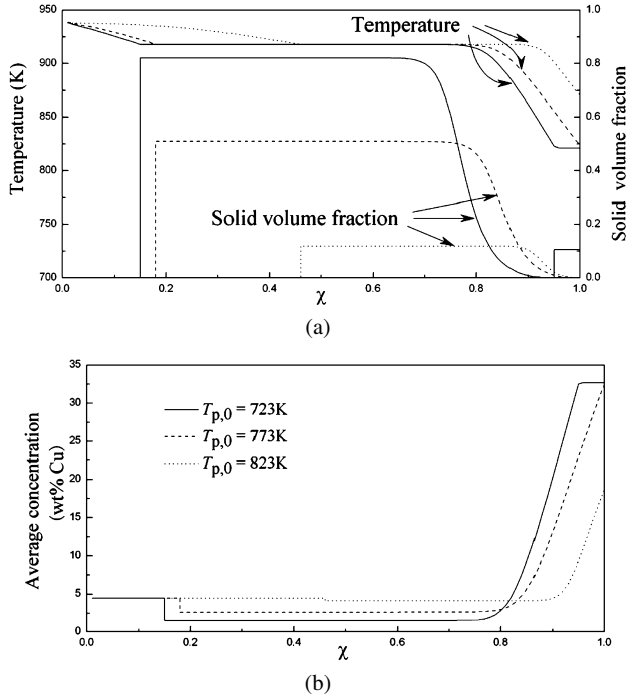 950
900
850
800
750
700
Temperature (K)
1.0
0.8
0.6
0.4
0.2
0.0
Solid volume fraction
Temperature
Solid volume fraction
0.0 0.2 0.4 0.6 0.8 1.0
χ
(a)
35
30
25
20
15
10
5
0
Average concentration
(wt% Cu)
Tp,0 = 723K
Tp,0 = 773K
Tp,0 = 823K
0.0 0.2 0.4 0.6 0.8 1.0
χ
(b)